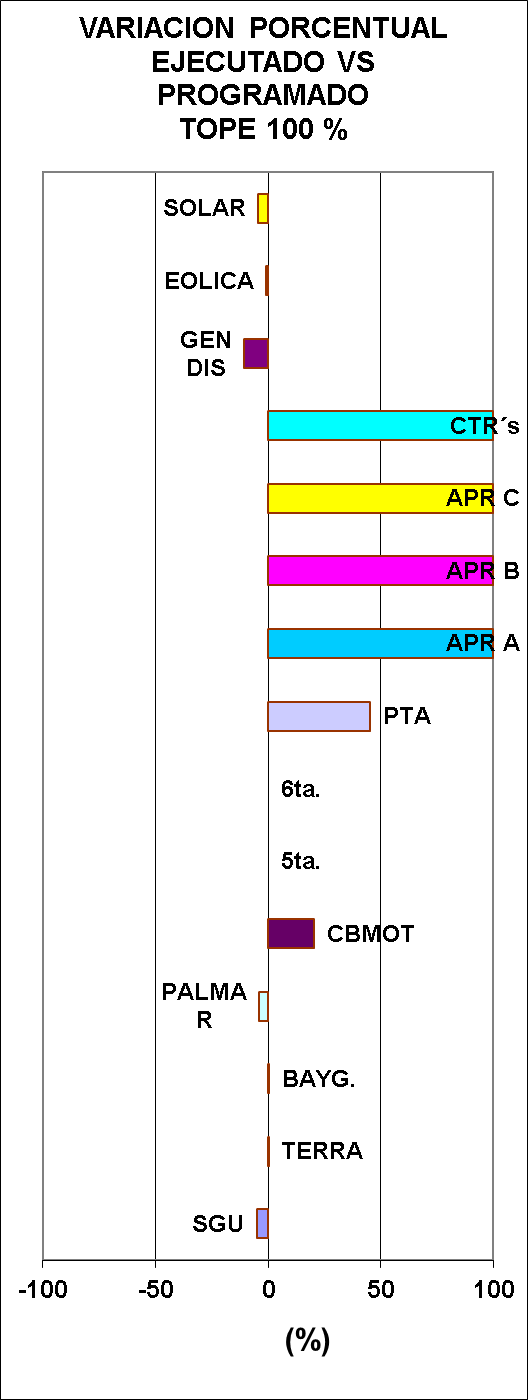 VARIACION PORCENTUAL
EJECUTADO VS
PROGRAMADO
TOPE 100 %
SOLAR
EOLICA
GEN
DIS
CTR´s
APR C
APR B
APR A
PTA
6ta.
5ta.
CBMOT
PALMA
R
BAYG.
TERRA
SGU
-100 -50 0 50 100
(%)